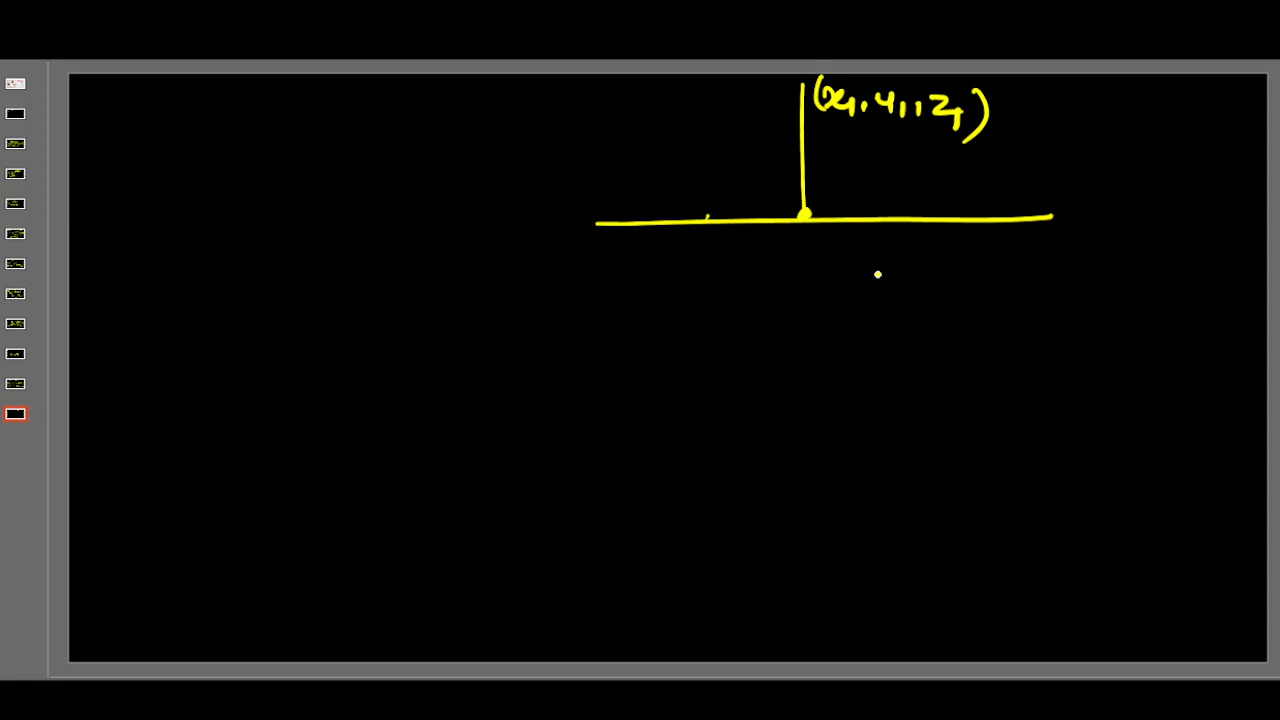 (x₁, y₁, z₁)